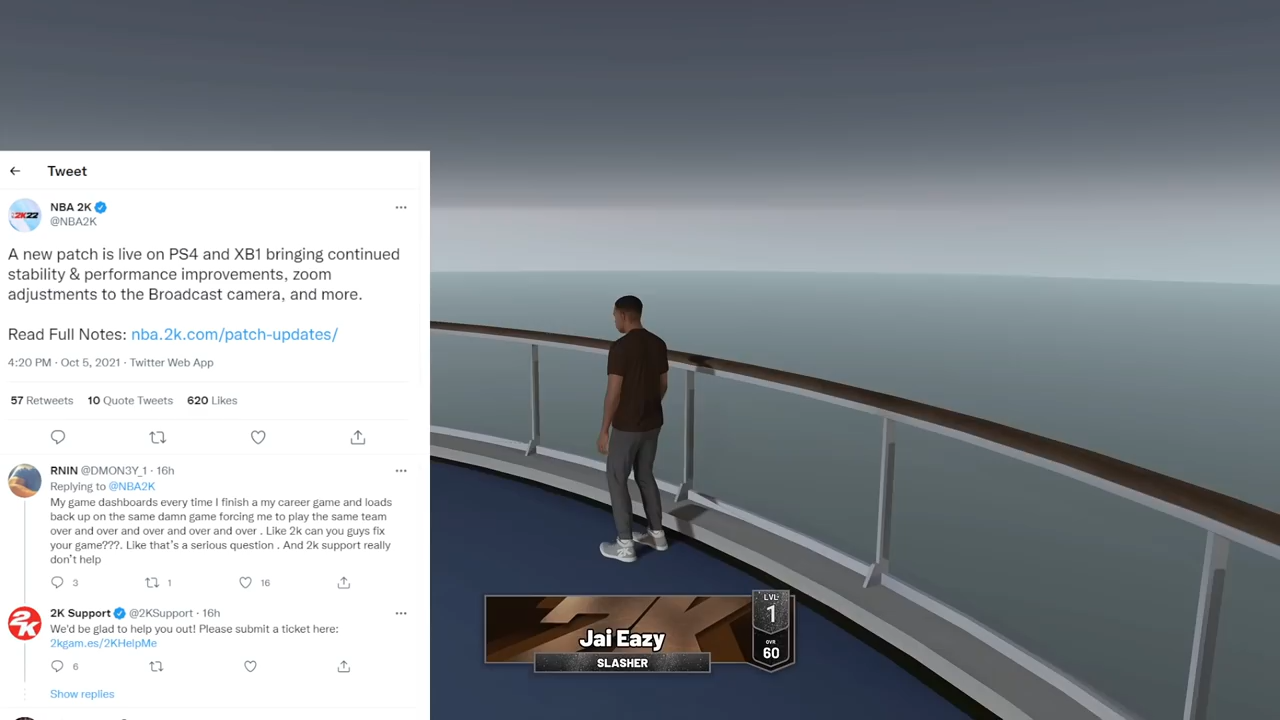 Tweet
NBA 2K
@NBA2K
A new patch is live on PS4 and XB1 bringing continued
stability & performance improvements, zoom
adjustments to the Broadcast camera, and more.
Read Full Notes: nba.2k.com/patch-updates/
4:20 PM · Oct 5, 2021 · Twitter Web App
57 Retweets 10 Quote Tweets 620 Likes
RNIN @DMON3Y_1 · 16h
Replying to @NBA2K
My game dashboards every time I finish a my career game and loads
back up on the same damn game forcing me to play the same team
over and over and over and over and over . Like 2k can you guys fix
your game???. Like that's a serious question . And 2k support really
don't help
3 1 16
2K Support @2KSupport · 16h
We'd be glad to help you out! Please submit a ticket here:
2kgam.es/2KHelpMe
6
Show replies
2K22
2K
Jai Eazy
SLASHER
LVL
1
OVR
60